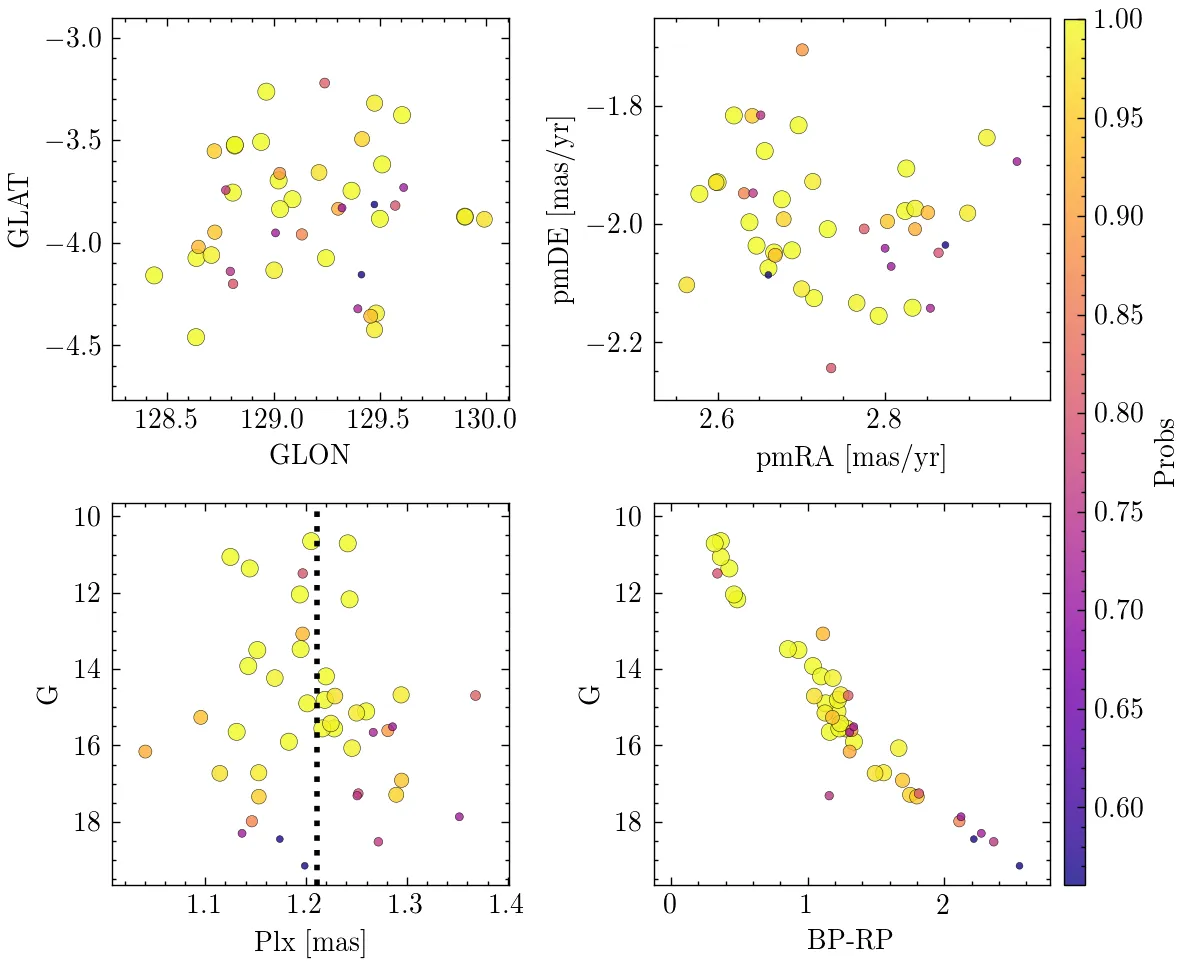 −3.0
−3.5
−4.0
−4.5
GLAT
128.5 129.0 129.5 130.0
GLON
−1.8
−2.0
−2.2
pmDE [mas/yr]
2.6 2.8
pmRA [mas/yr]
1.00
0.95
0.90
0.85
0.80
0.75
0.70
0.65
0.60
Probs
10
12
14
16
18
G
1.1 1.2 1.3 1.4
Plx [mas]
10
12
14
16
18
G
0 1 2
BP-RP